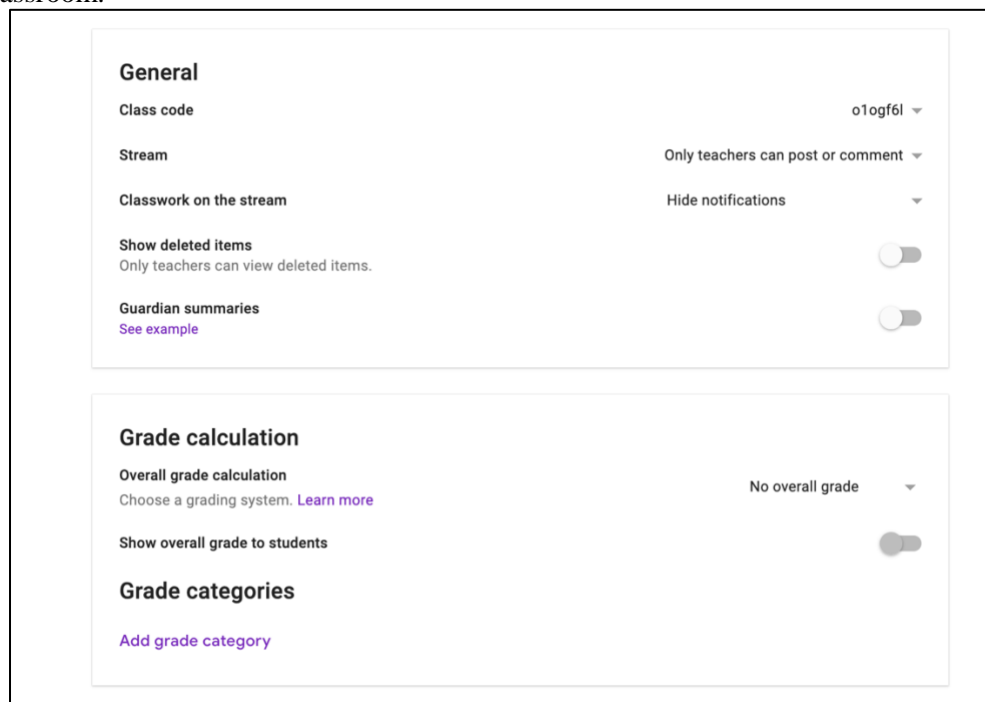 General
Class code o1ogf6l
Stream Only teachers can post or comment
Classwork on the stream Hide notifications
Show deleted items
Only teachers can view deleted items.
Guardian summaries
See example
Grade calculation
Overall grade calculation
Choose a grading system. Learn more
No overall grade
Show overall grade to students
Grade categories
Add grade category